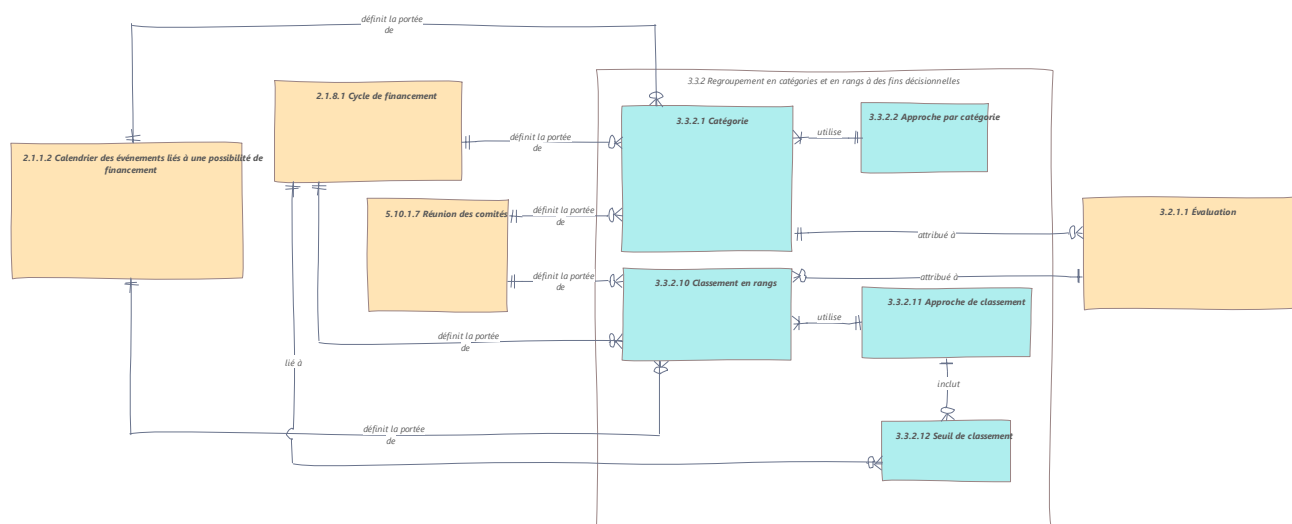 définit la portée
de
3.3.2 Regroupement en catégories et en rangs à des fins décisionnelles
2.1.8.1 Cycle de financement
3.3.2.1 Catégorie
3.3.2.2 Approche par catégorie
utilise
définit la portée
de
2.1.1.2 Calendrier des événements liés à une possibilité de
financement
5.10.1.7 Réunion des comités
définit la portée
de
3.2.1.1 Évaluation
attribué à
définit la portée
de
3.3.2.10 Classement en rangs
attribué à
3.3.2.11 Approche de classement
utilise
définit la portée
de
lié à
inclut
définit la portée
de
3.3.2.12 Seuil de classement